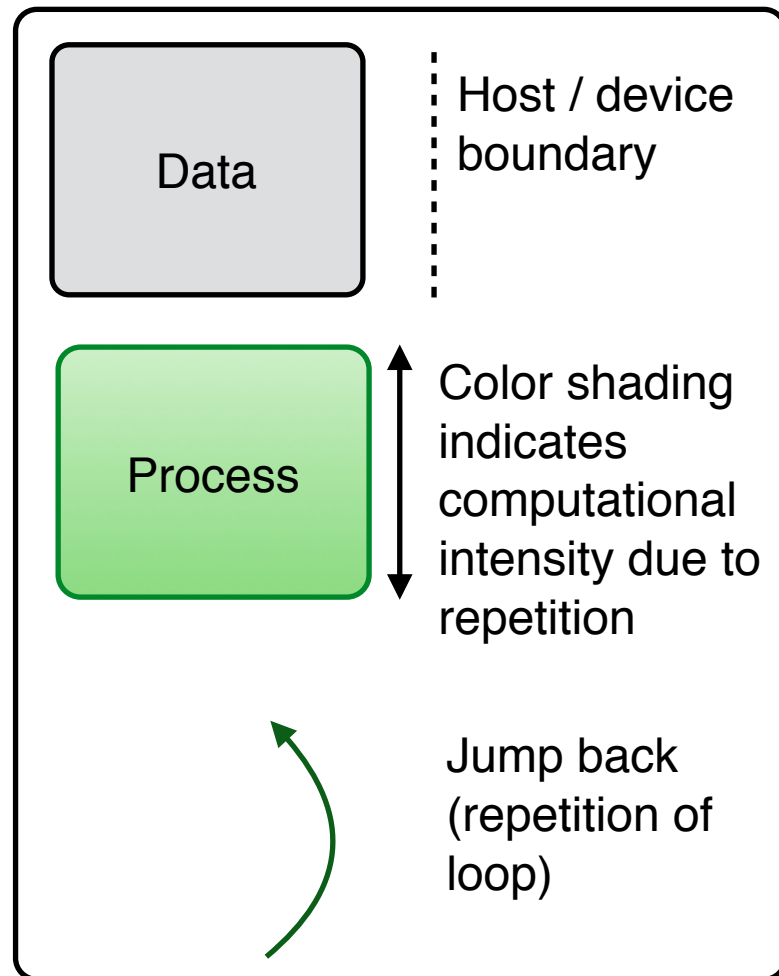 Data
Host / device
boundary
Process
Color shading
indicates
computational
intensity due to
repetition
Jump back
(repetition of
loop)